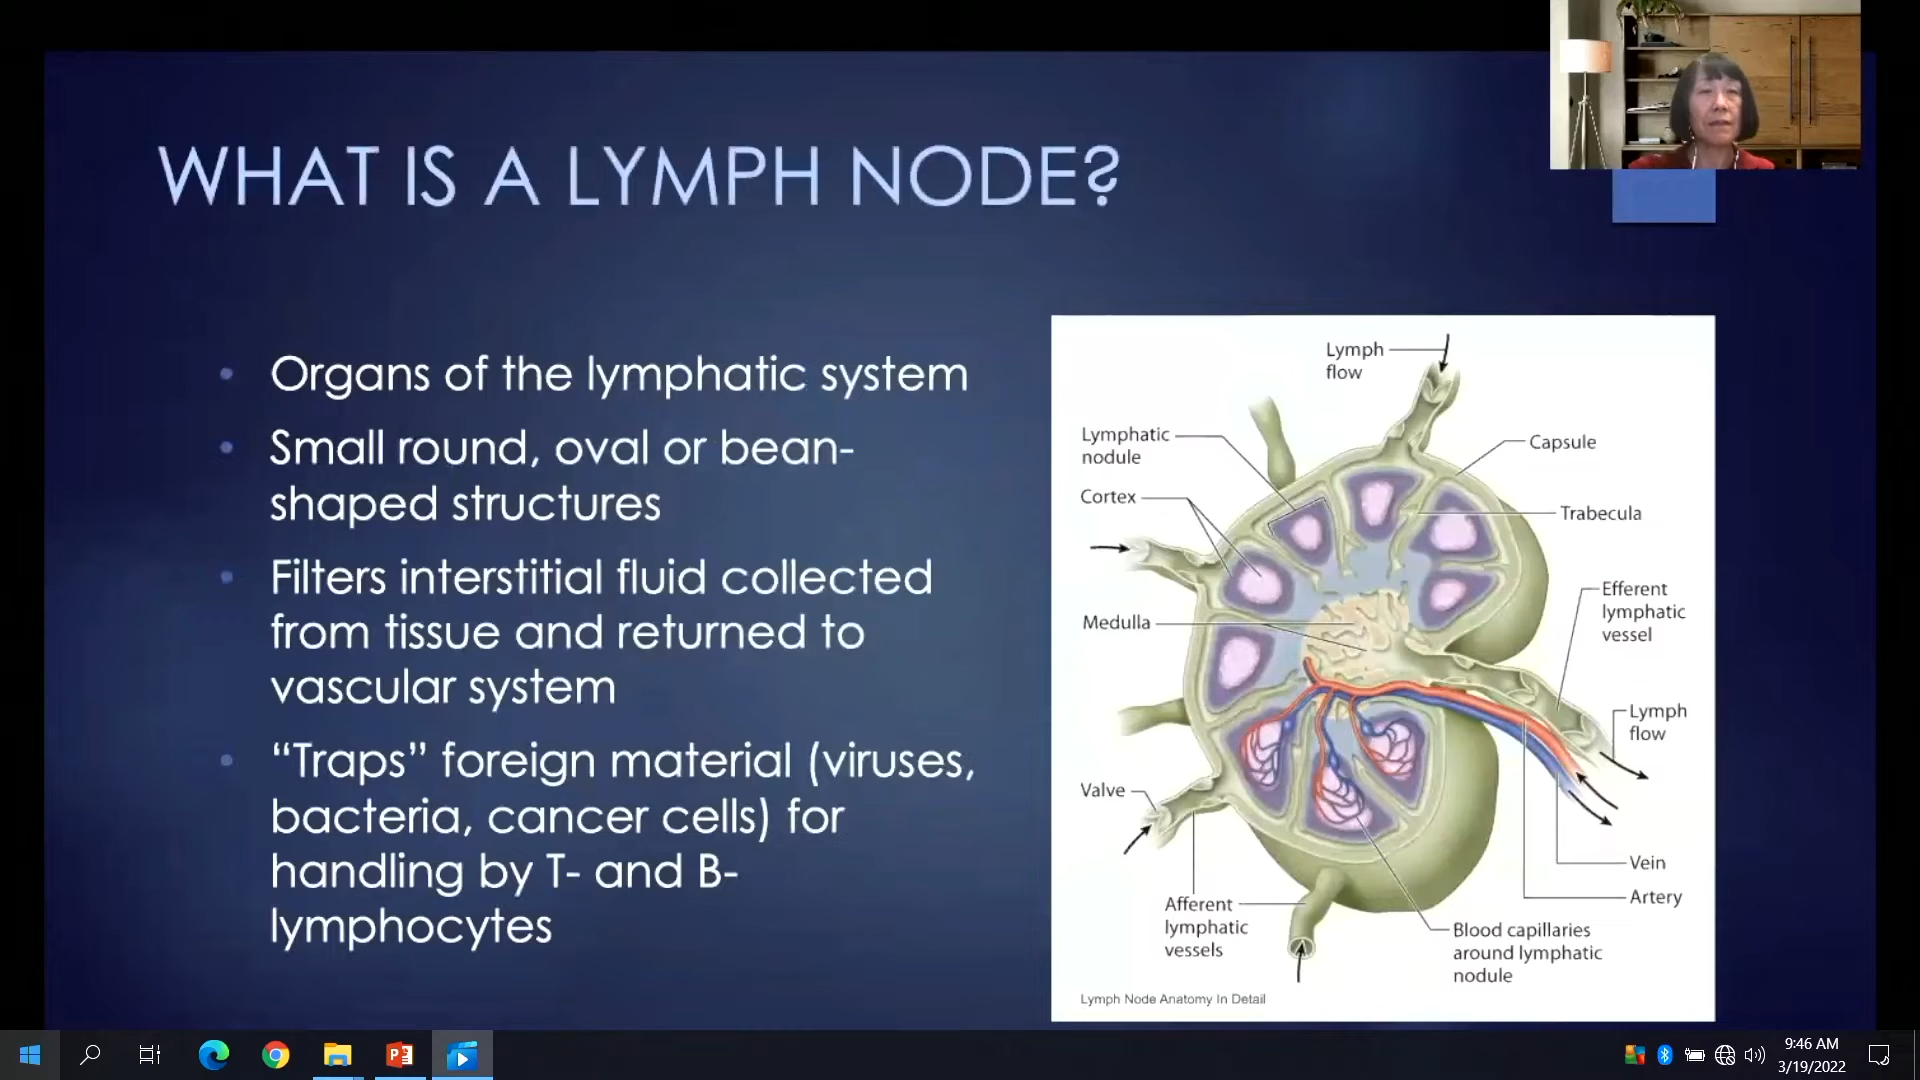 WHAT IS A LYMPH NODE?
• Organs of the lymphatic system
• Small round, oval or bean-
shaped structures
• Filters interstitial fluid collected
from tissue and returned to
vascular system
• “Traps” foreign material (viruses,
bacteria, cancer cells) for
handling by T- and B-
lymphocytes
Lymph
flow
Lymphatic
nodule
Capsule
Cortex
Trabecula
Efferent
lymphatic
vessel
Medulla
Lymph
flow
Valve
Vein
Artery
Afferent
lymphatic
vessels
Blood capillaries
around lymphatic
nodule
Lymph Node Anatomy In Detail
9:46 AM
3/19/2022